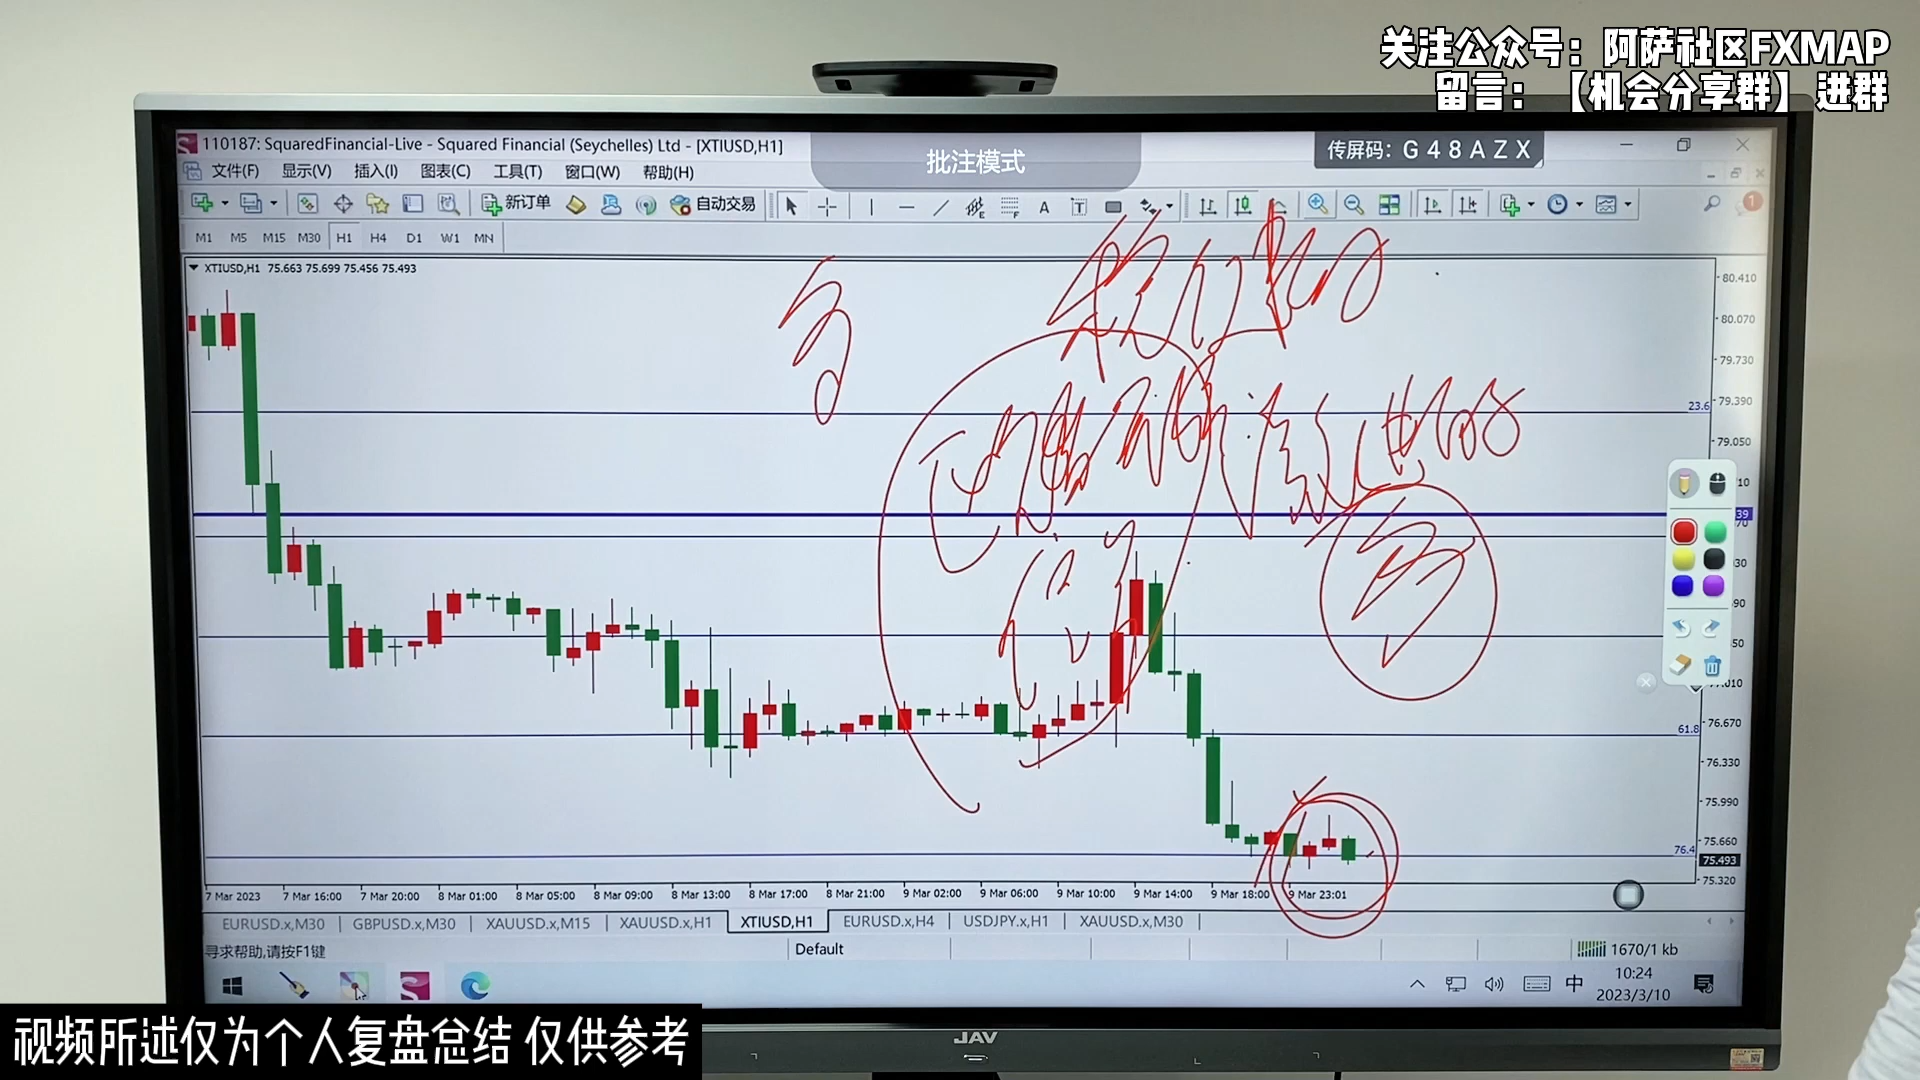 关注公众号：阿萨社区FXMAP
留言：【机会分享群】进群
110187: SquaredFinancial-Live - Squared Financial (Seychelles) Ltd - [XTIUSD,H1]
批注模式
传屏码：G48AZX
文件(F) 显示(V) 插入(I) 图表(C) 工具(T) 窗口(W) 帮助(H)
新订单 自动交易
1
M1 M5 M15 M30 H1 H4 D1 W1 MN
XTIUSD,H1 75.663 75.699 75.456 75.493
80.410
80.070
79.730
79.390
23.6
79.050
10
39
70
30
90
50
77.010
76.670
61.8
76.330
75.990
75.660
76.4
75.493
75.320
7 Mar 2023 7 Mar 16:00 7 Mar 20:00 8 Mar 01:00 8 Mar 05:00 8 Mar 09:00 8 Mar 13:00 8 Mar 17:00 8 Mar 21:00 9 Mar 02:00 9 Mar 06:00 9 Mar 10:00 9 Mar 14:00 9 Mar 18:00 9 Mar 23:01
EURUSD.x,M30 GBPUSD.x,M30 XAUUSD.x,M15 XAUUSD.x,H1 XTIUSD,H1 EURUSD.x,H4 USDJPY.x,H1 XAUUSD.x,M30
寻求帮助,请按F1键 Default 1670/1 kb
中 10:24
2023/3/10
视频所述仅为个人复盘总结 仅供参考
JAV